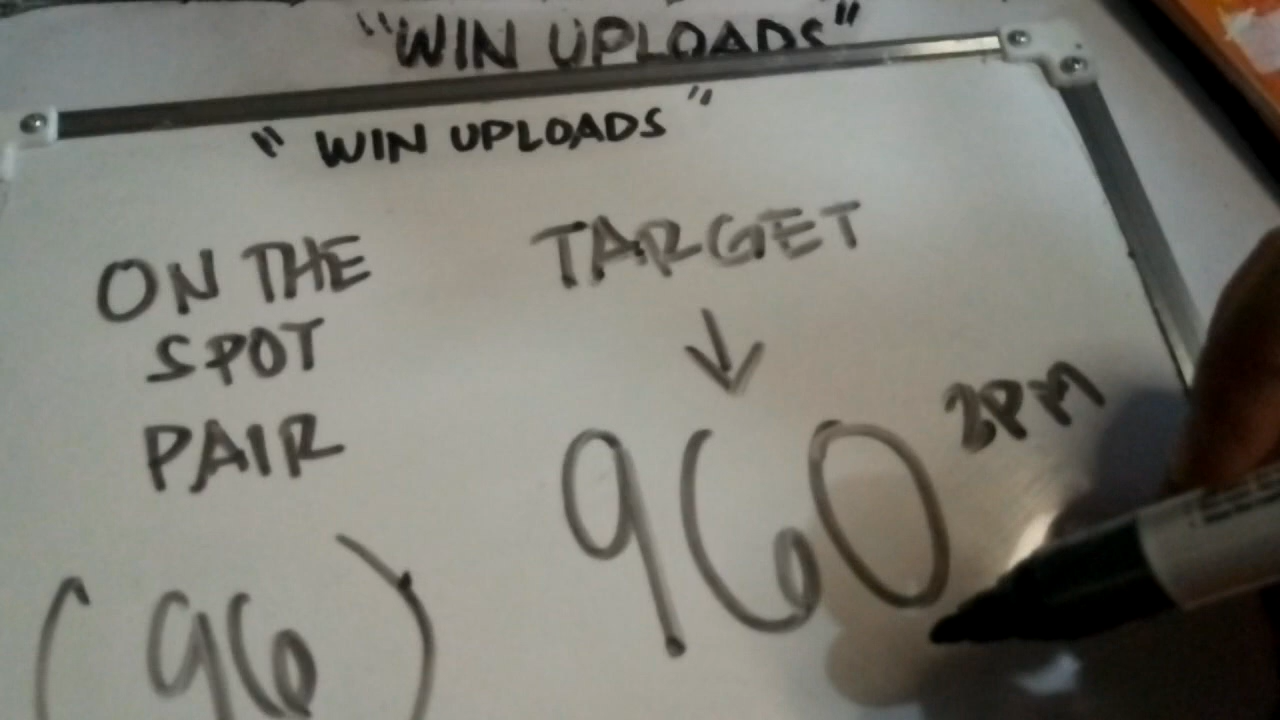 "WIN UPLOADS"
"WIN UPLOADS"
ON THE
SPOT
PAIR
(96)
TARGET
↓
960 2PM